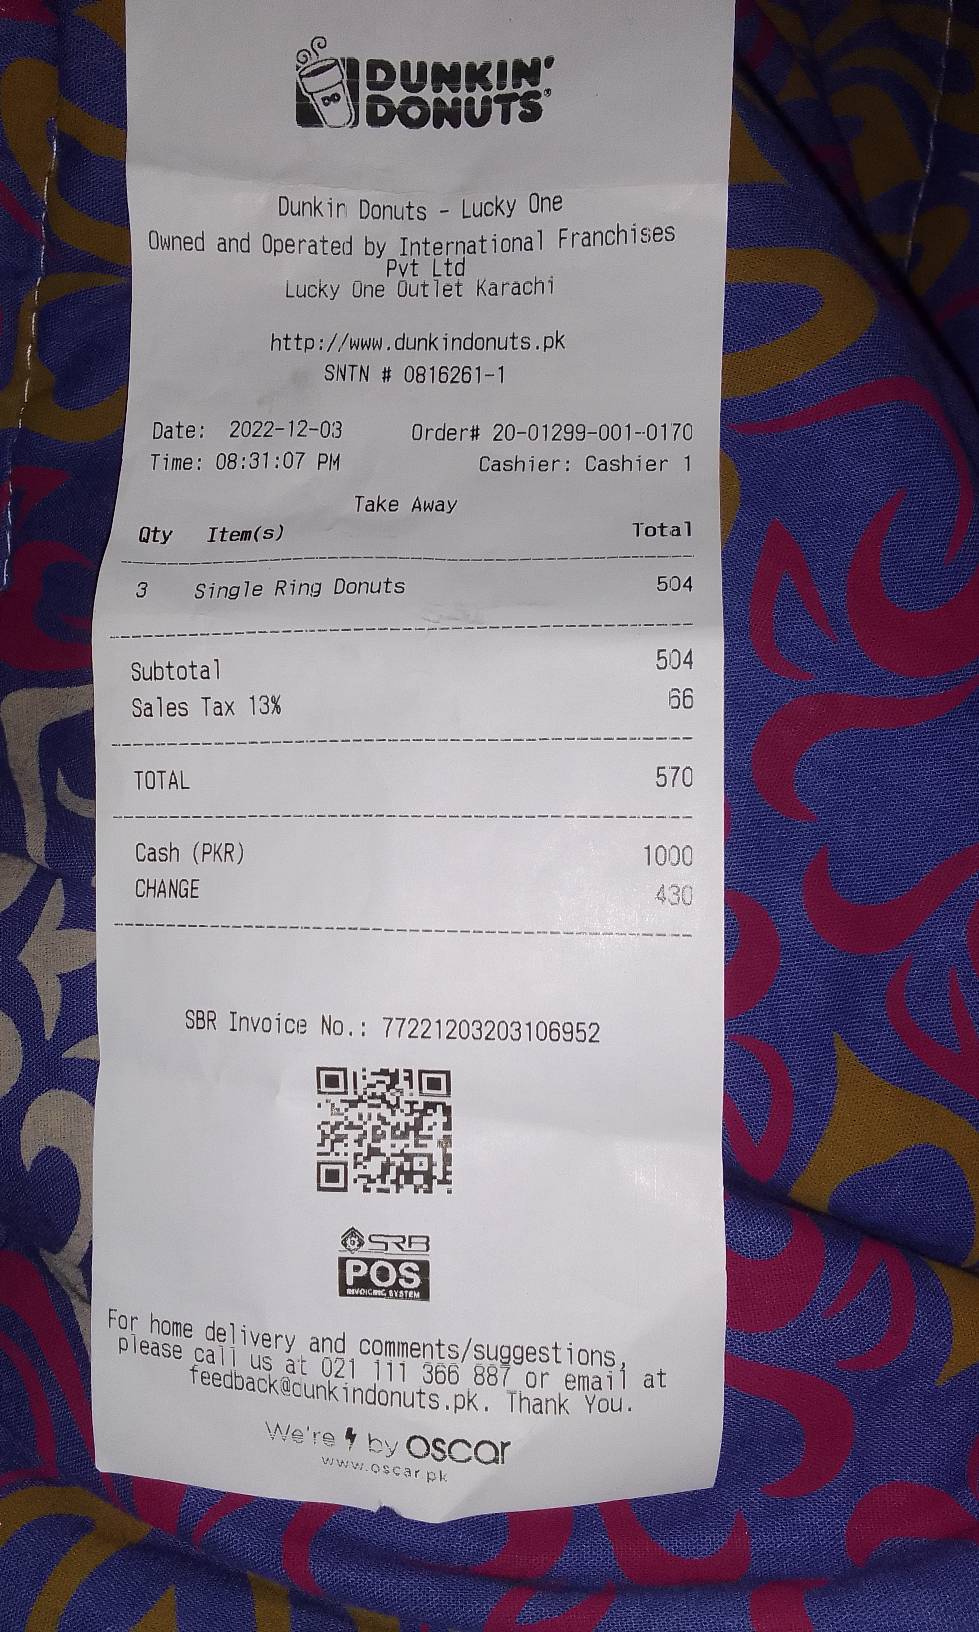 DUNKIN'
DONUTS
Dunkin Donuts - Lucky One
Owned and Operated by International Franchises
Pvt Ltd
Lucky One Outlet Karachi
http://www.dunkindonuts.pk
SNTN # 0816261-1
Date: 2022-12-03 Order# 20-01299-001-0170
Time: 08:31:07 PM Cashier: Cashier 1
Take Away
Qty Item(s) Total
3 Single Ring Donuts 504
Subtotal 504
Sales Tax 13% 66
TOTAL 570
Cash (PKR) 1000
CHANGE 430
SBR Invoice No.: 77221203203106952
SRB
POS
INVOICING SYSTEM
For home delivery and comments/suggestions,
please call us at 021 111 366 887 or email at
feedback@dunkindonuts.pk. Thank You.
We're by oscar
www.oscar.pk